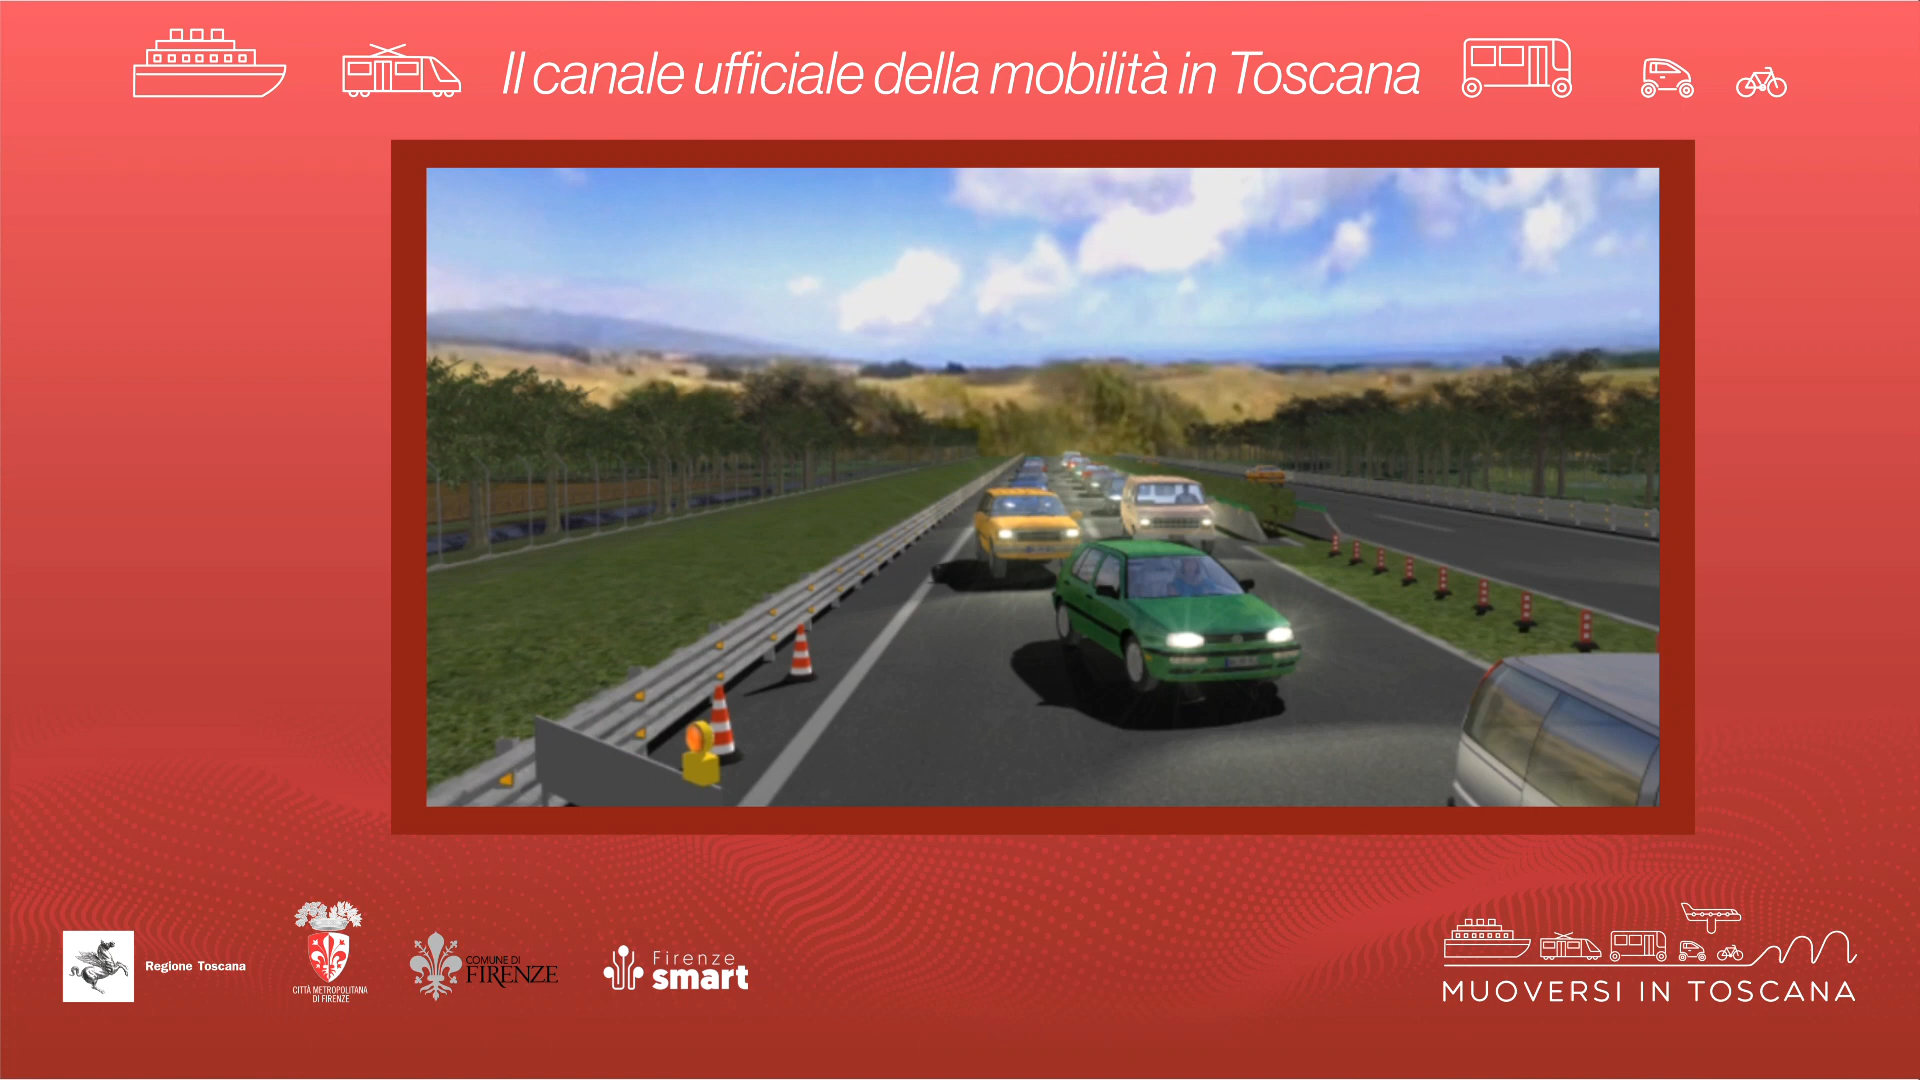 Il canale ufficiale della mobilità in Toscana
Regione Toscana
CITTÀ METROPOLITANA
DI FIRENZE
COMUNE DI
FIRENZE
Firenze
smart
MUOVERSI IN TOSCANA